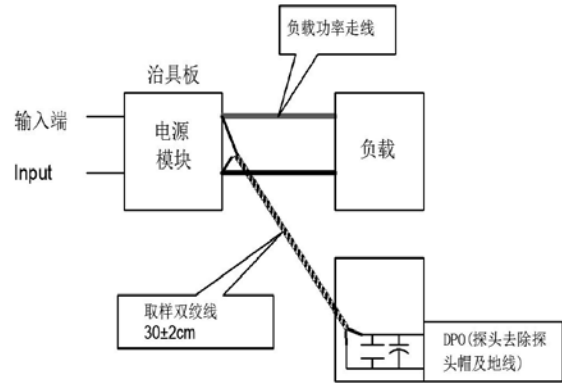 负载功率走线
治具板
输入端
Input
电源
模块
负载
取样双绞线
30±2cm
DPO(探头去除探
头帽及地线)